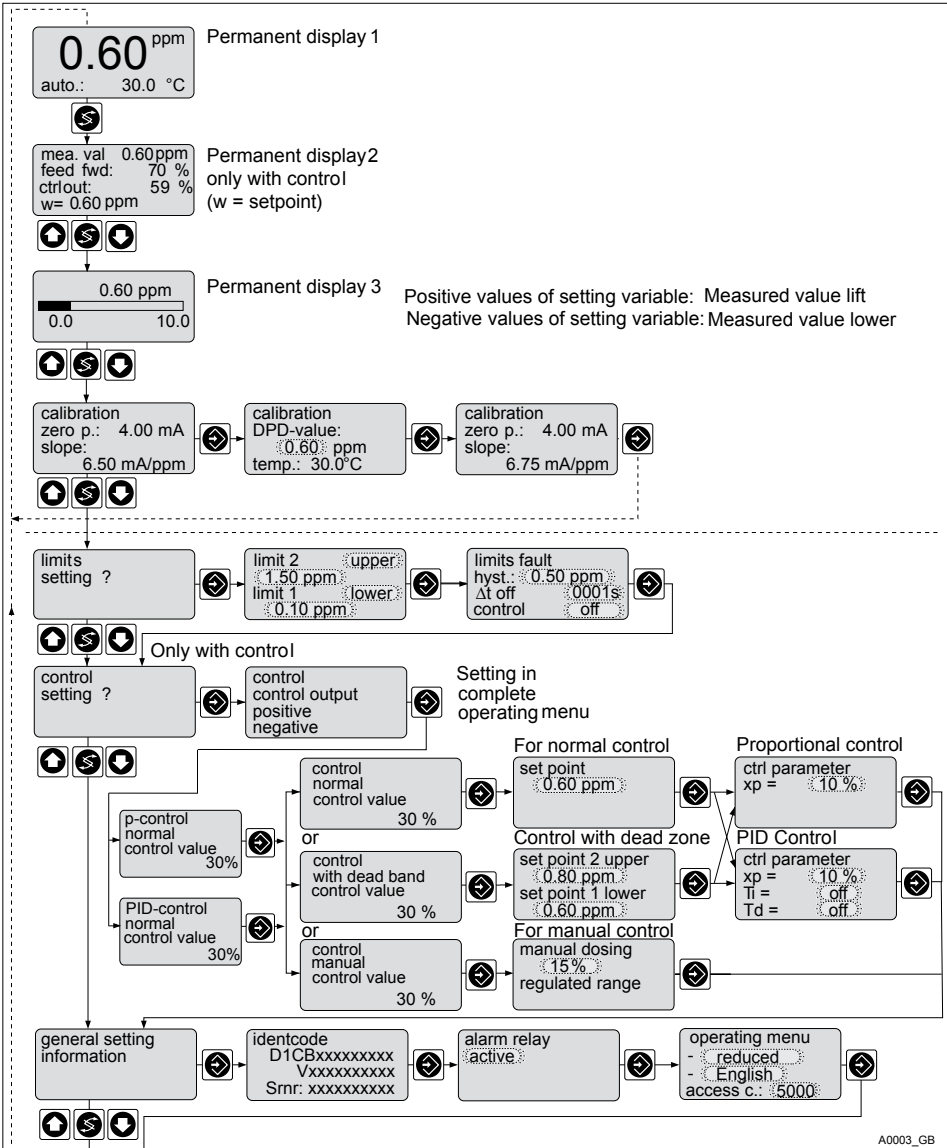 0.60 ppm
auto.: 30.0 °C
Permanent display 1
mea. val 0.60ppm
feed fwd: 70 %
ctrlout: 59 %
w= 0.60 ppm
Permanent display2
only with control
(w = setpoint)
0.60 ppm
0.0 10.0
Permanent display 3
Positive values of setting variable: Measured value lift
Negative values of setting variable: Measured value lower
calibration
zero p.: 4.00 mA
slope:
6.50 mA/ppm
calibration
DPD-value:
0.60 ppm
temp.: 30.0°C
calibration
zero p.: 4.00 mA
slope:
6.75 mA/ppm
limits
setting ?
limit 2 upper
1.50 ppm
limit 1 lower
0.10 ppm
limits fault
hyst.: 0.50 ppm
Δt off 0001s
control off
Only with control
control
setting ?
control
control output
positive
negative
Setting in
complete
operating menu
p-control
normal
control value
30%
PID-control
normal
control value
30%
control
normal
control value
30 %
or
control
with dead band
control value
30 %
or
control
manual
control value
30 %
For normal control
set point
0.60 ppm
Control with dead zone
set point 2 upper
0.80 ppm
set point 1 lower
0.60 ppm
For manual control
manual dosing
15%
regulated range
Proportional control
ctrl parameter
xp = 10 %
PID Control
ctrl parameter
xp = 10 %
Ti = off
Td = off
general setting
information
identcode
D1CBxxxxxxxxx
Vxxxxxxxxxx
Srnr: xxxxxxxxxx
alarm relay
active
operating menu
- reduced
- English
access c.: 5000
A0003_GB